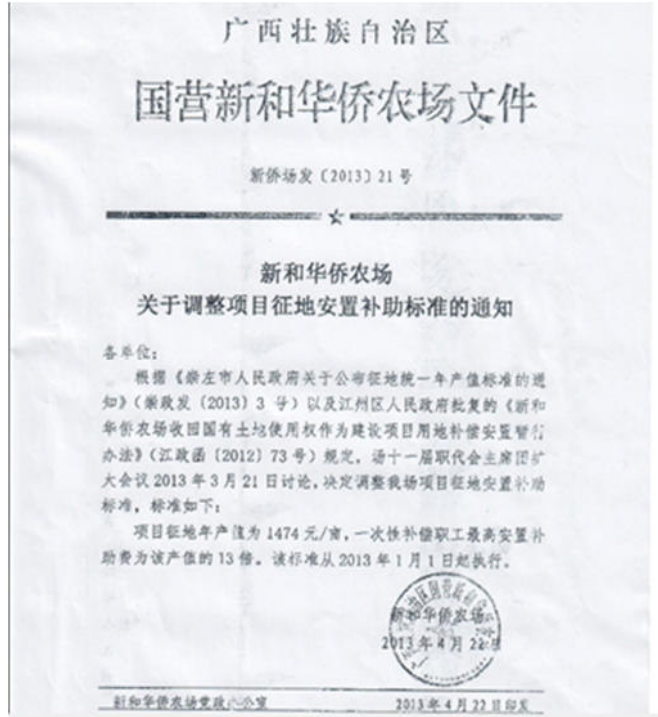 广西壮族自治区
国营新和华侨农场文件
新侨场发〔2013〕21号
新和华侨农场
关于调整项目征地安置补助标准的通知
各单位:
根据《崇左市人民政府关于公布征地统一年产值标准的通
知》(崇政发〔2013〕3 号)以及江州区人民政府批复的《新和
华侨农场收回国有土地使用权作为建设项目用地补偿安置暂行
办法》(江政函〔2012〕73号)规定,场十一届职代会主席团扩
大会议2013年3月21日讨论,决定调整我场项目征地安置补助
标准,标准如下:
项目征地年产值为1474元/亩,一次性补偿职工最高安置补
助费为该产值的13倍。该标准从2013年1月1日起执行。
新和华侨农场
2013年4月22日
新和华侨农场党政办公室
2013年4月22日印发